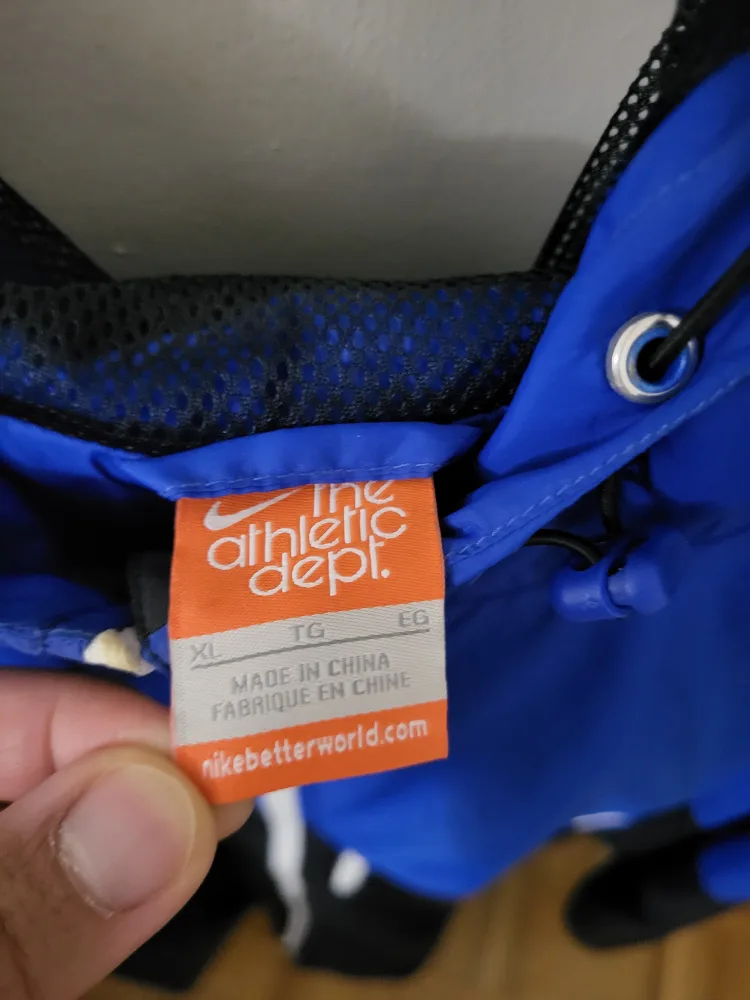 the
athletic
dept.
XL TG EG
MADE IN CHINA
FABRIQUE EN CHINE
nikebetterworld.com